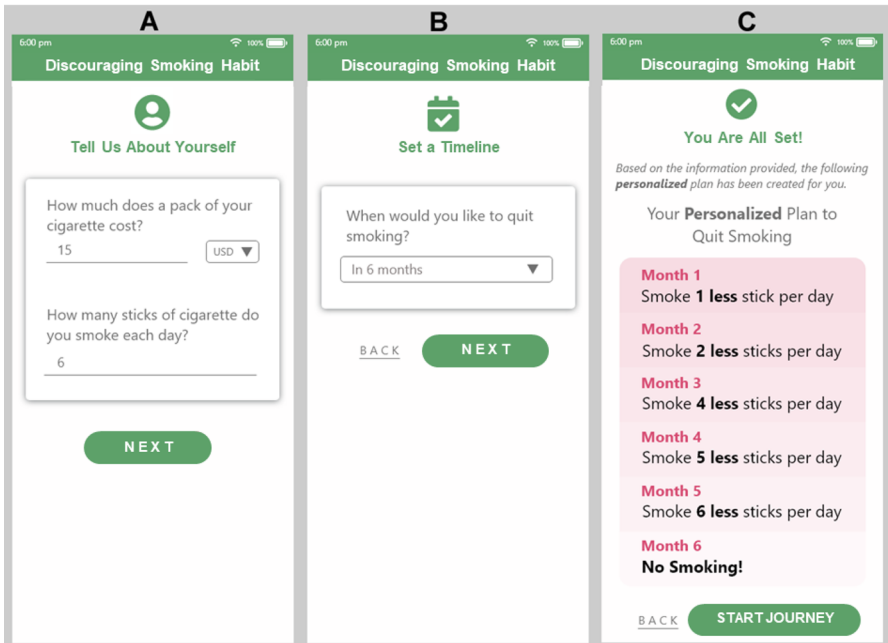 A
6:00 pm 100%
Discouraging Smoking Habit
Tell Us About Yourself
How much does a pack of your
cigarette cost?
15 USD ▼
How many sticks of cigarette do
you smoke each day?
6
NEXT
B
6:00 pm 100%
Discouraging Smoking Habit
Set a Timeline
When would you like to quit
smoking?
In 6 months ▼
BACK NEXT
C
6:00 pm 100%
Discouraging Smoking Habit
You Are All Set!
Based on the information provided, the following
personalized plan has been created for you.
Your Personalized Plan to
Quit Smoking
Month 1
Smoke 1 less stick per day
Month 2
Smoke 2 less sticks per day
Month 3
Smoke 4 less sticks per day
Month 4
Smoke 5 less sticks per day
Month 5
Smoke 6 less sticks per day
Month 6
No Smoking!
BACK START JOURNEY